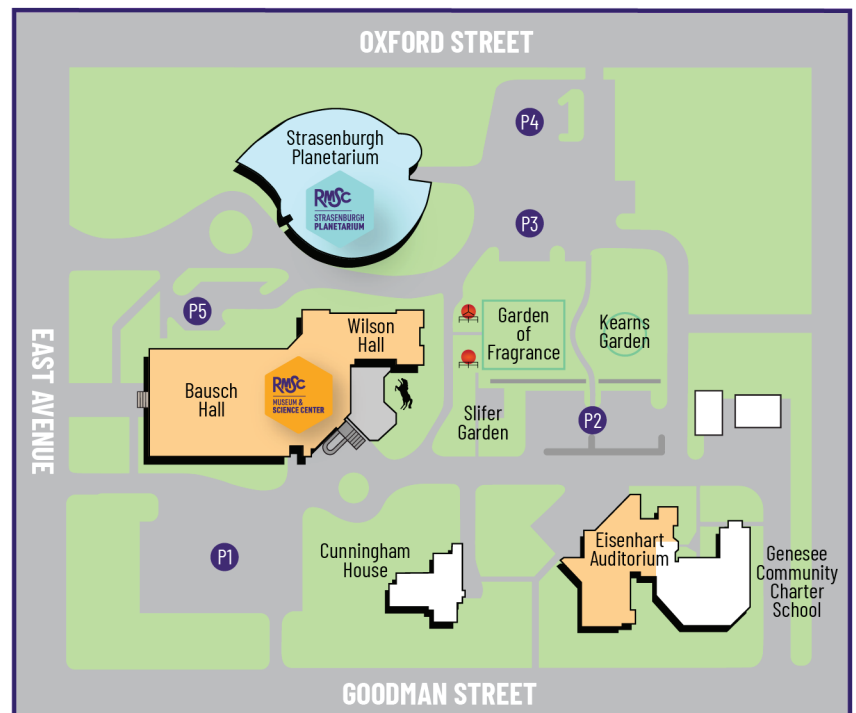 OXFORD STREET
P4
Strasenburgh
Planetarium
RMSC
STRASENBURGH
PLANETARIUM
P3
P5
Wilson
Hall
Garden
of
Fragrance
Kearns
Garden
EAST AVENUE
Bausch
Hall
RMSC
MUSEUM &
SCIENCE CENTER
Slifer
Garden
P2
P1
Cunningham
House
Eisenhart
Auditorium
Genesee
Community
Charter
School
GOODMAN STREET